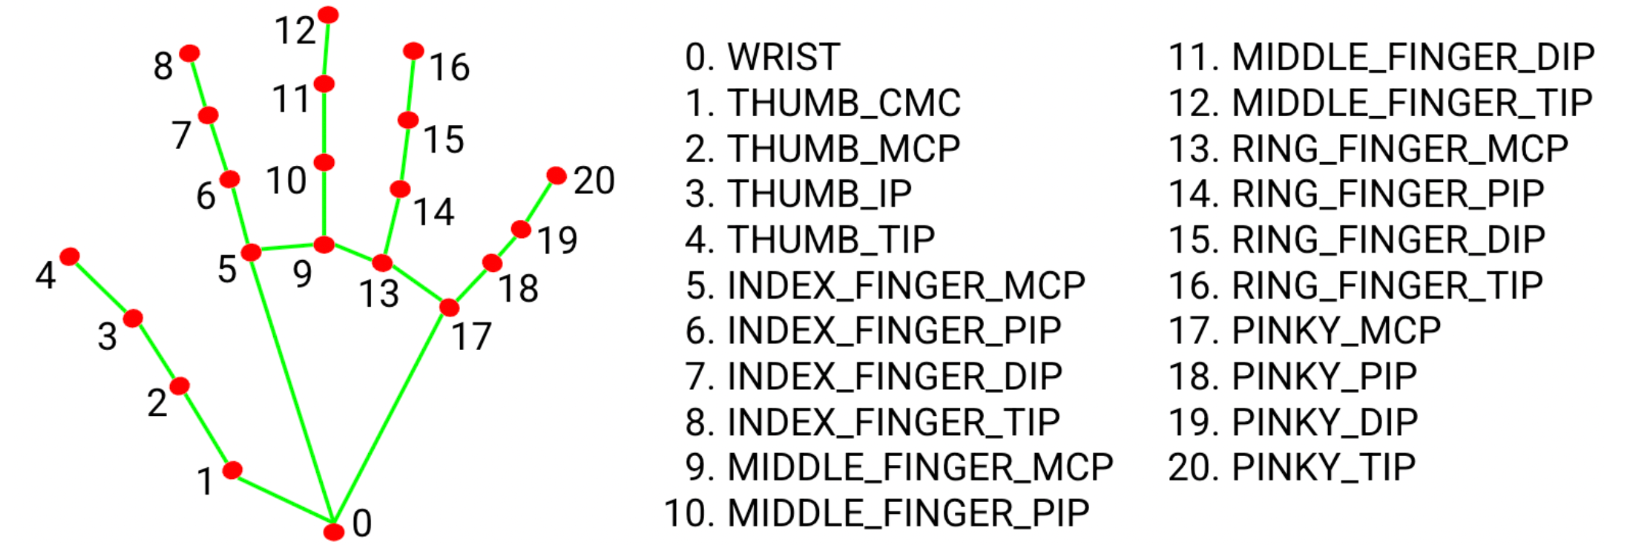 12
8
16
11
7
15
10
20
6
14
19
5
9
4
13
18
3
17
2
1
0
0. WRIST
1. THUMB_CMC
2. THUMB_MCP
3. THUMB_IP
4. THUMB_TIP
5. INDEX_FINGER_MCP
6. INDEX_FINGER_PIP
7. INDEX_FINGER_DIP
8. INDEX_FINGER_TIP
9. MIDDLE_FINGER_MCP
10. MIDDLE_FINGER_PIP
11. MIDDLE_FINGER_DIP
12. MIDDLE_FINGER_TIP
13. RING_FINGER_MCP
14. RING_FINGER_PIP
15. RING_FINGER_DIP
16. RING_FINGER_TIP
17. PINKY_MCP
18. PINKY_PIP
19. PINKY_DIP
20. PINKY_TIP